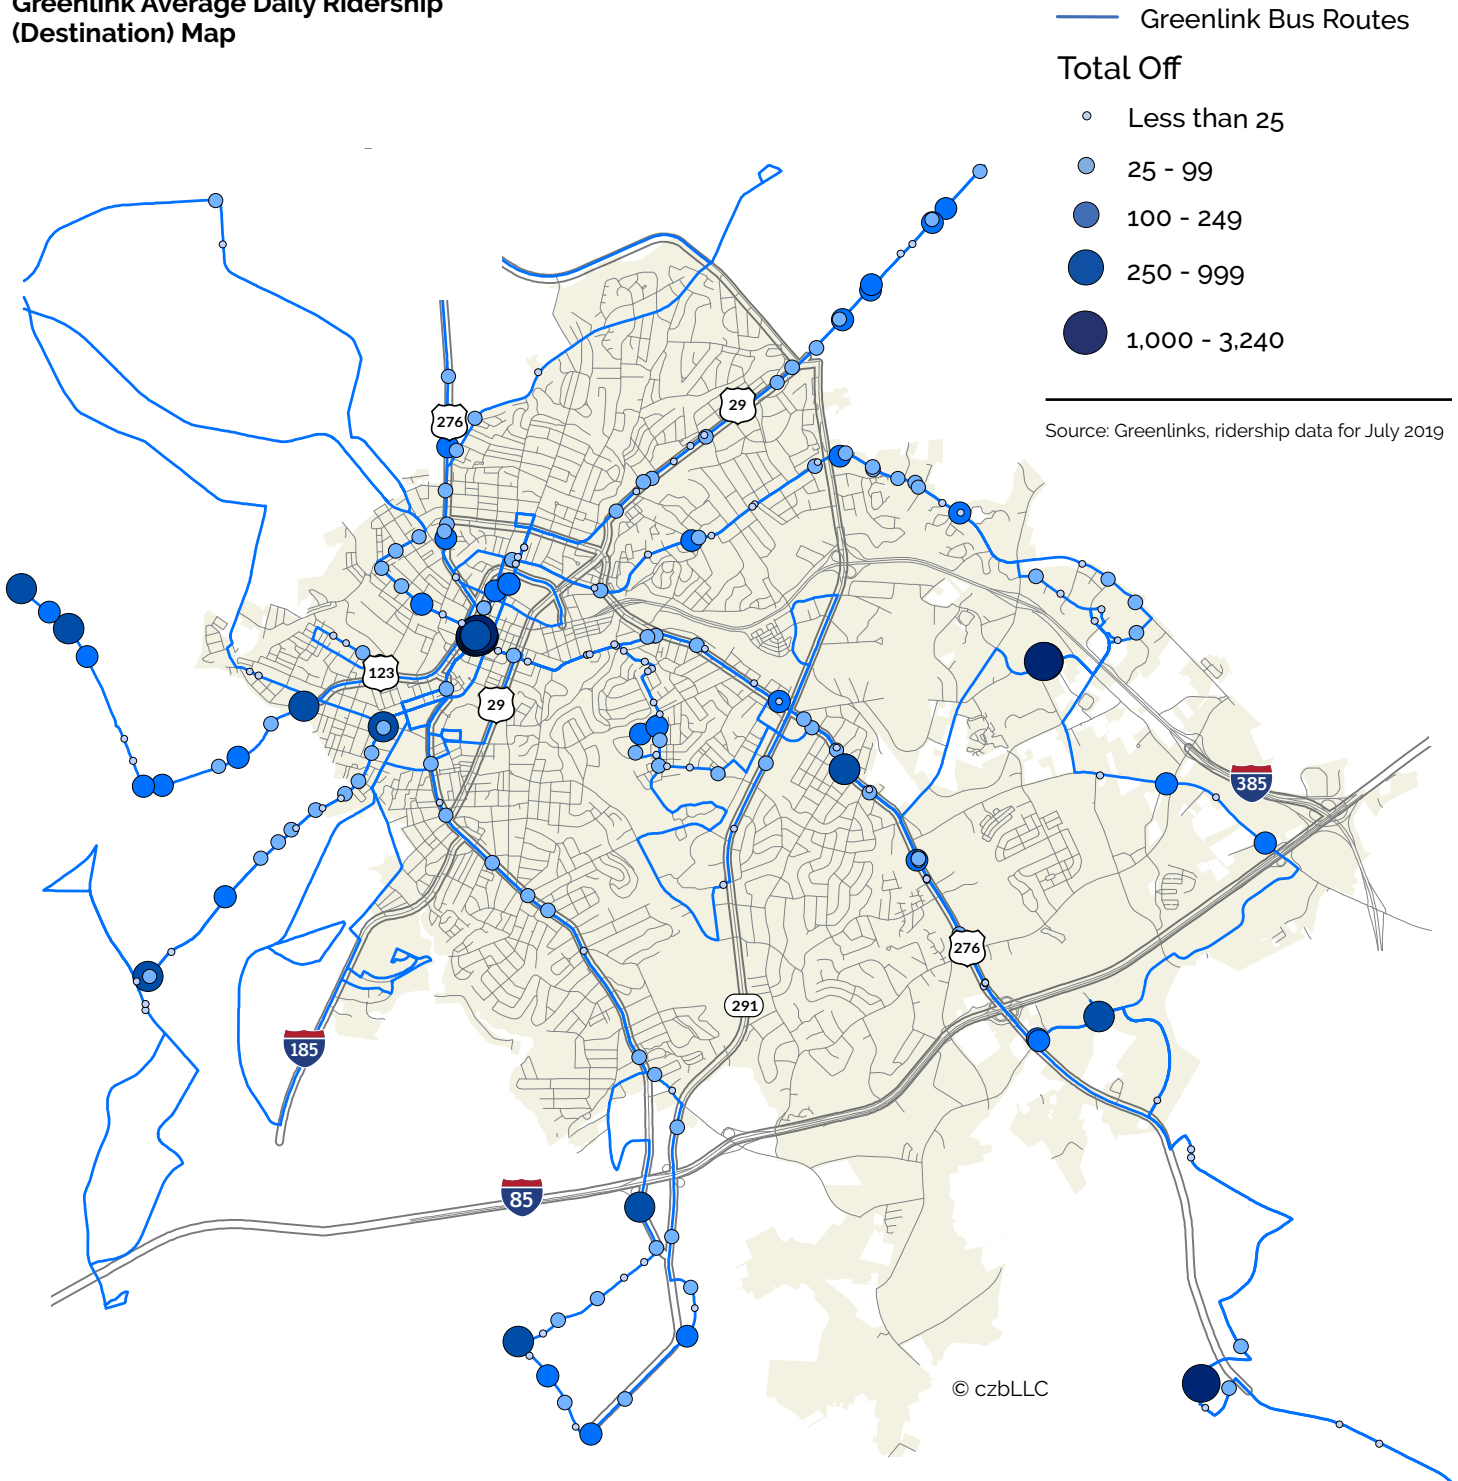 Greenlink Average Daily Ridership
(Destination) Map
Greenlink Bus Routes
Total Off
Less than 25
25 - 99
100 - 249
250 - 999
1,000 - 3,240
Source: Greenlinks, ridership data for July 2019
29
276
123
29
385
276
291
185
85
© czbLLC